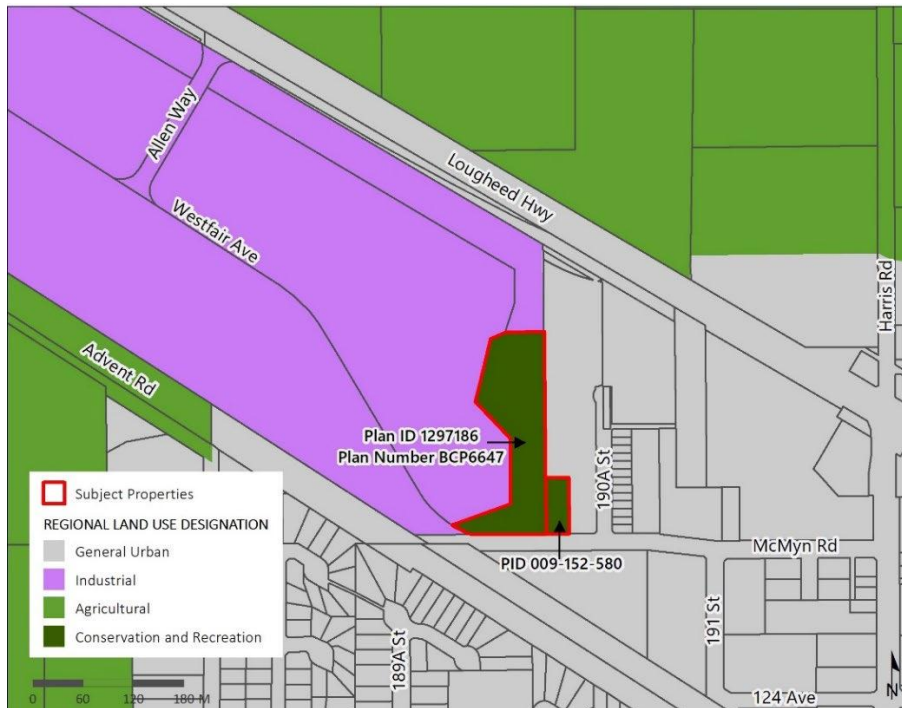 Allen Way
Lougheed Hwy
Westfair Ave
Harris Rd
Advent Rd
Plan ID 1297186
Plan Number BCP6647
190A St
McMyn Rd
PID 009-152-580
191 St
189A St
124 Ave
Subject Properties
REGIONAL LAND USE DESIGNATION
General Urban
Industrial
Agricultural
Conservation and Recreation
0 60 120 180 M
N